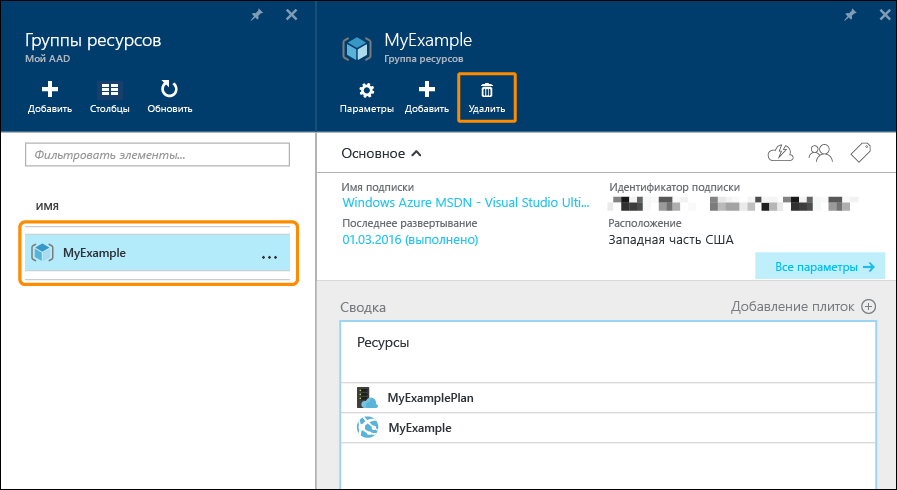 Группы ресурсов
Мой AAD
Добавить Столбцы Обновить
Фильтровать элементы...
ИМЯ
MyExample ...
MyExample
Группа ресурсов
Параметры Добавить Удалить
Основное
Имя подписки Идентификатор подписки
Windows Azure MSDN - Visual Studio Ulti...
Последнее развертывание Расположение
01.03.2016 (выполнено) Западная часть США
Все параметры →
Сводка Добавление плиток
Ресурсы
MyExamplePlan
MyExample